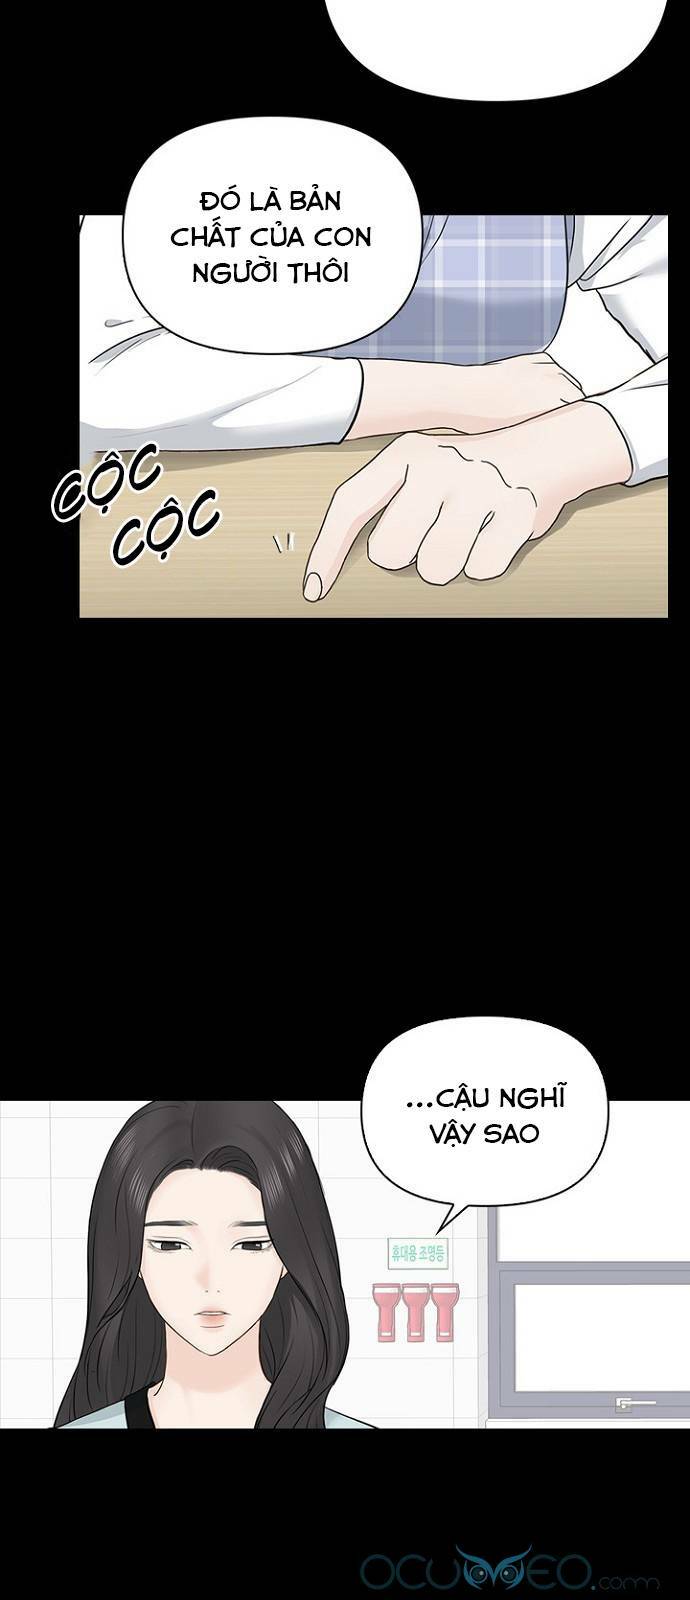 ĐÓ LÀ BẢN
CHẤT CỦA CON
NGƯỜI THÔI
CỘC
CỘC
...CẬU NGHĨ
VẬY SAO
휴대용 조명등
OCUMEO.com